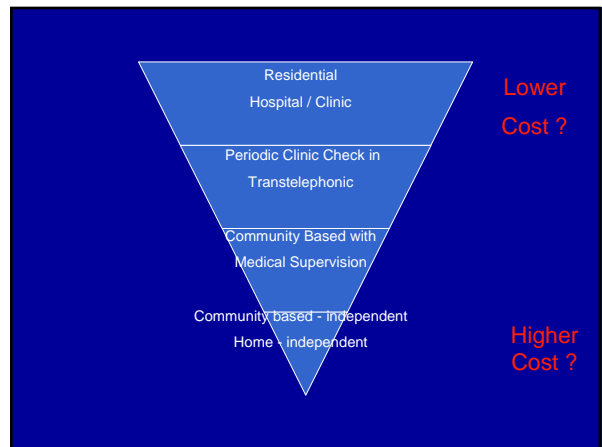 Residential
Hospital / Clinic
Lower
Cost ?
Periodic Clinic Check in
Transtelephonic
Community Based with
Medical Supervision
Community based - independent
Home - independent
Higher
Cost ?